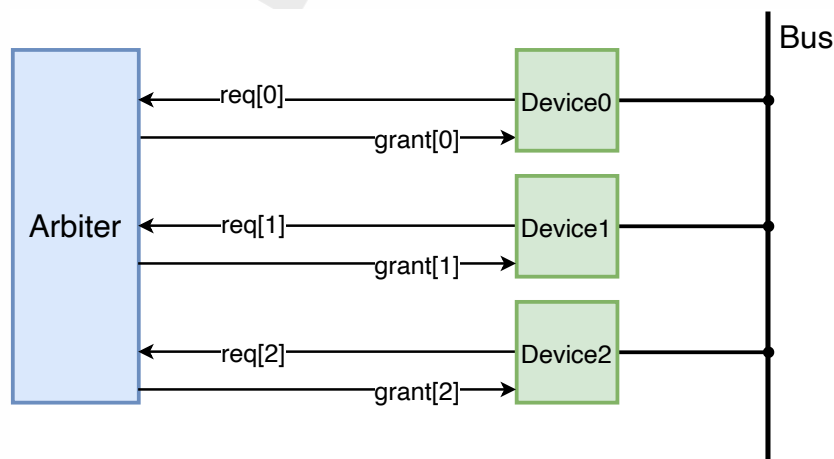 Bus
req[0]
Device0
grant[0]
Arbiter
req[1]
Device1
grant[1]
req[2]
Device2
grant[2]